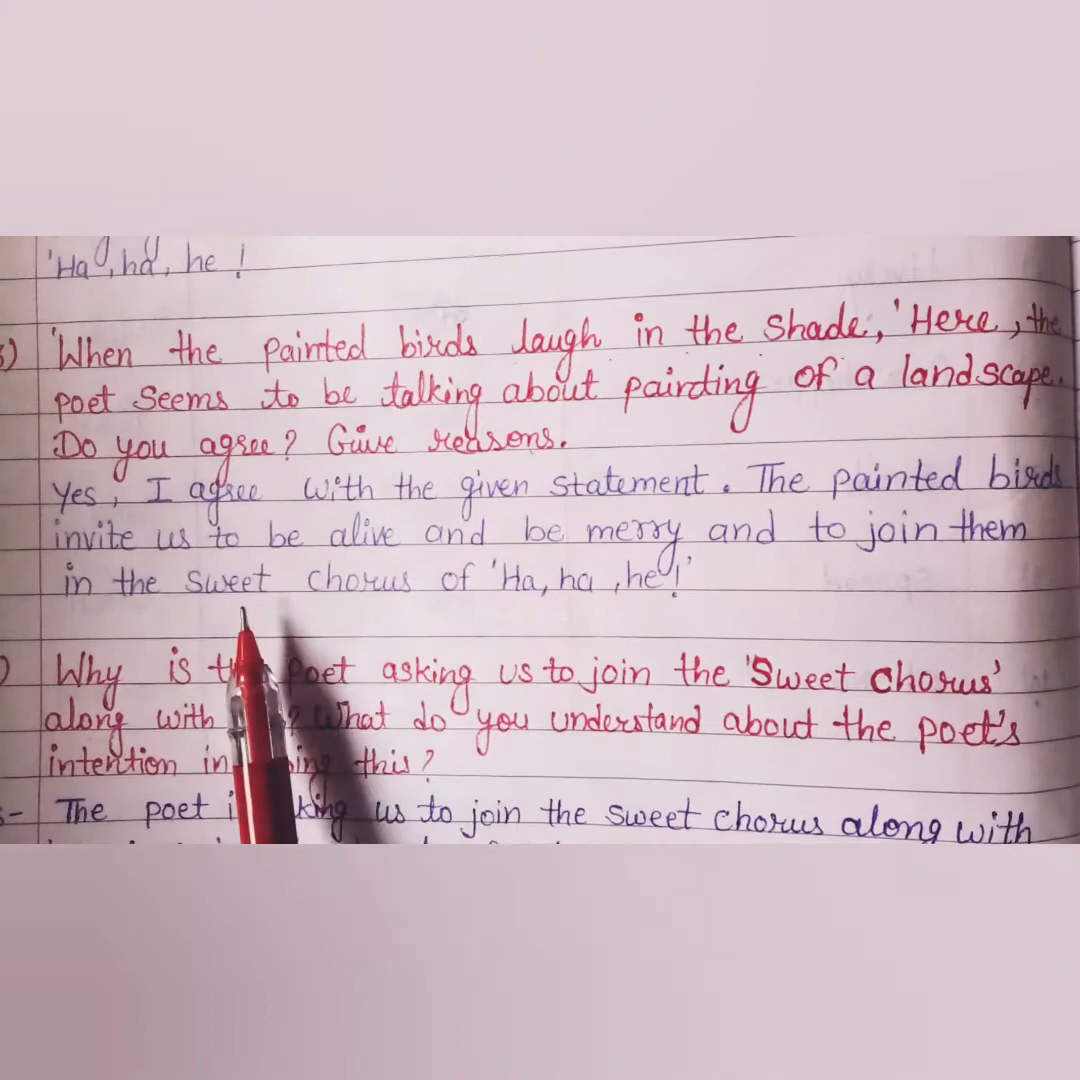 'Ha, ha, he !
'When the painted birds laugh in the shade, 'Here, the
poet seems to be talking about painting of a landscape.
Do you agree? Give reasons.
Yes, I agree with the given statement. The painted birds
invite us to be alive and be merry and to join them
in the sweet chorus of 'Ha, ha, he!'
Why is poet asking us to join the 'Sweet chorus'
along with ? What do you understand about the poet's
intention in this?
The poet us to join the sweet chorus along with